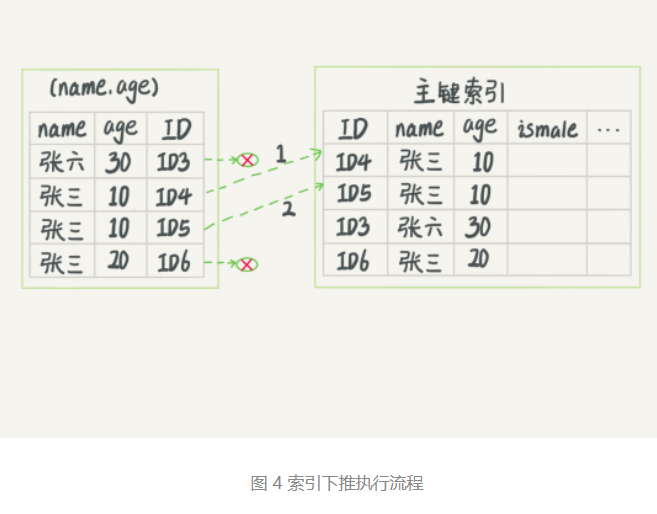 (name,age)
name age ID
张六 30 ID3
张三 10 ID4
张三 10 ID5
张三 20 ID6
1
2
主键索引
ID name age ismale ...
ID4 张三 10
ID5 张三 10
ID3 张六 30
ID6 张三 20
图 4 索引下推执行流程